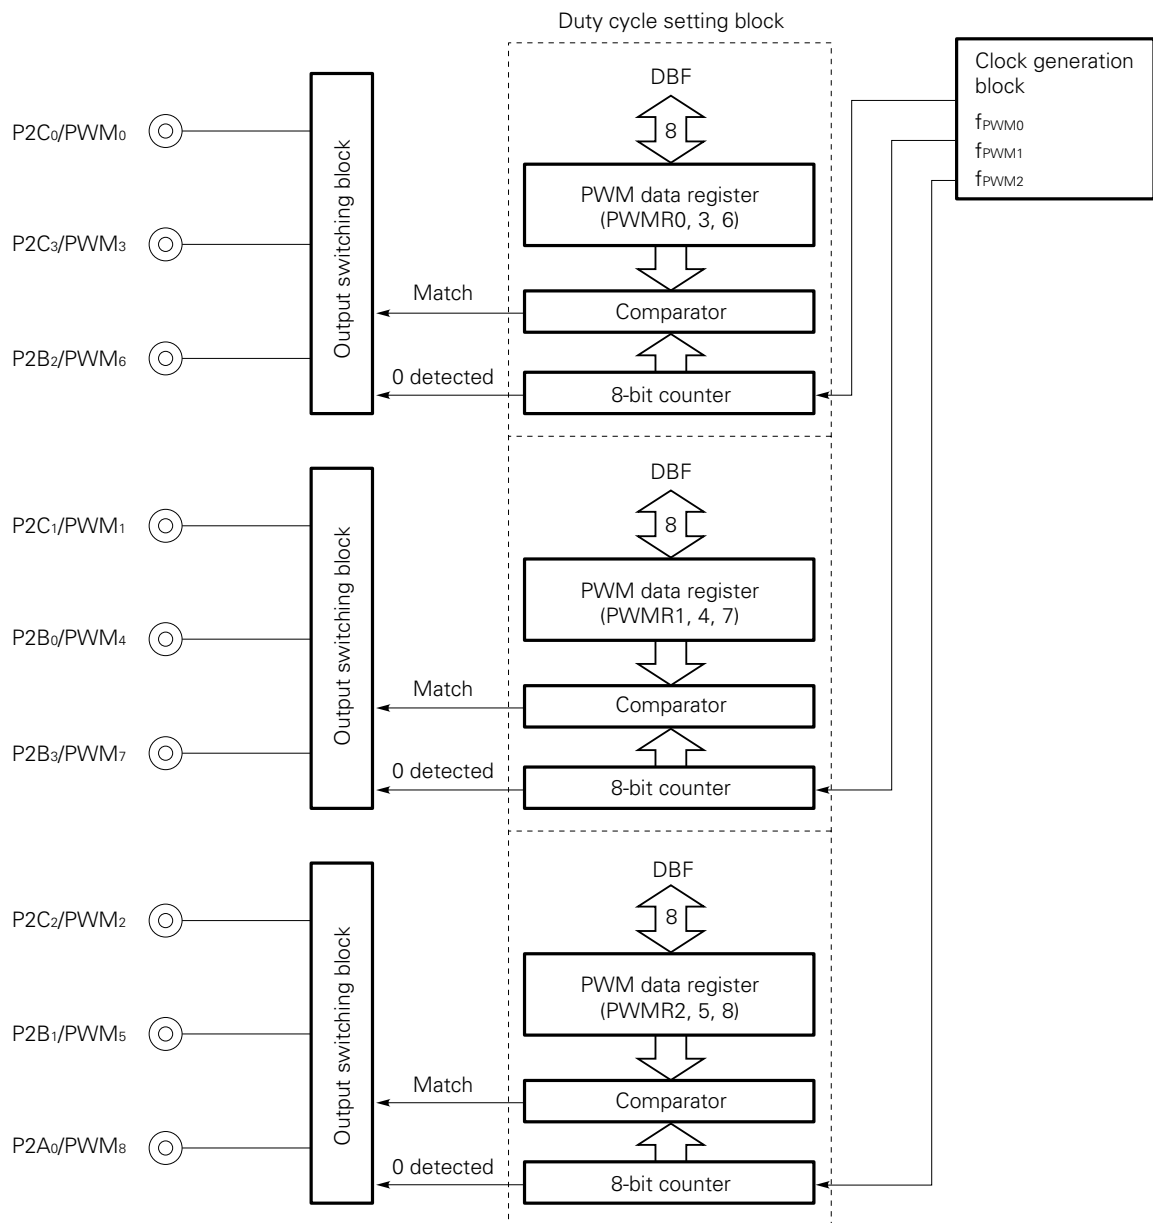 Duty cycle setting block
Clock generation
block
fPWM0
fPWM1
fPWM2
P2C0/PWM0
P2C3/PWM3
P2B2/PWM6
Output switching block
Match
0 detected
DBF
8
PWM data register
(PWMR0, 3, 6)
Comparator
8-bit counter
P2C1/PWM1
P2B0/PWM4
P2B3/PWM7
Output switching block
Match
0 detected
DBF
8
PWM data register
(PWMR1, 4, 7)
Comparator
8-bit counter
P2C2/PWM2
P2B1/PWM5
P2A0/PWM8
Output switching block
Match
0 detected
DBF
8
PWM data register
(PWMR2, 5, 8)
Comparator
8-bit counter